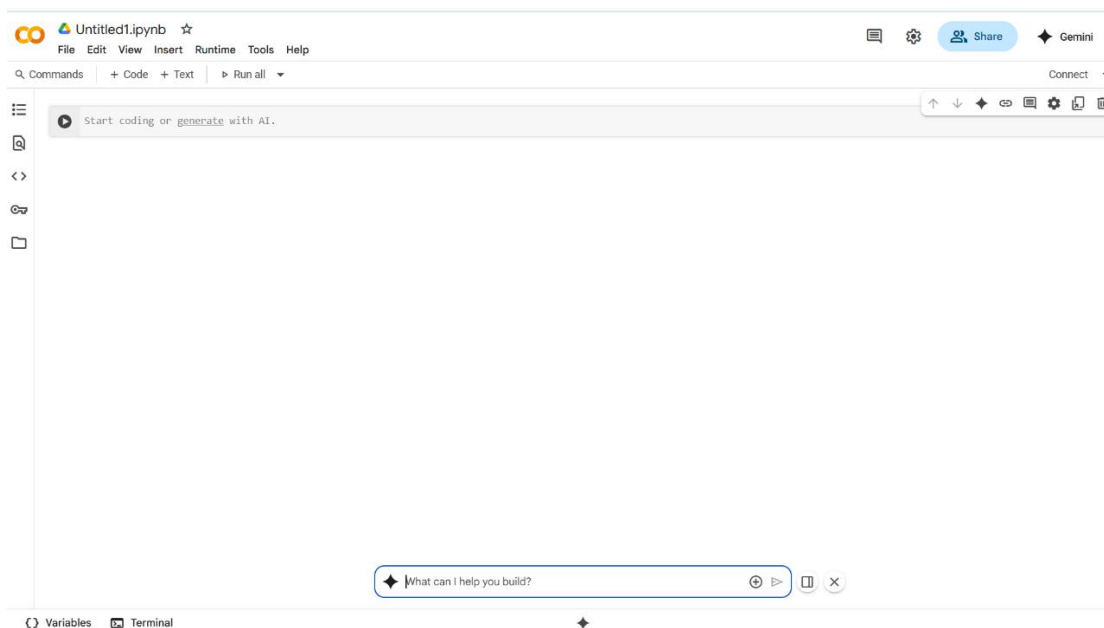 Untitled1.ipynb
File Edit View Insert Runtime Tools Help
Share
Gemini
Commands + Code + Text Run all
Connect
Start coding or generate with AI.
What can I help you build?
Variables Terminal